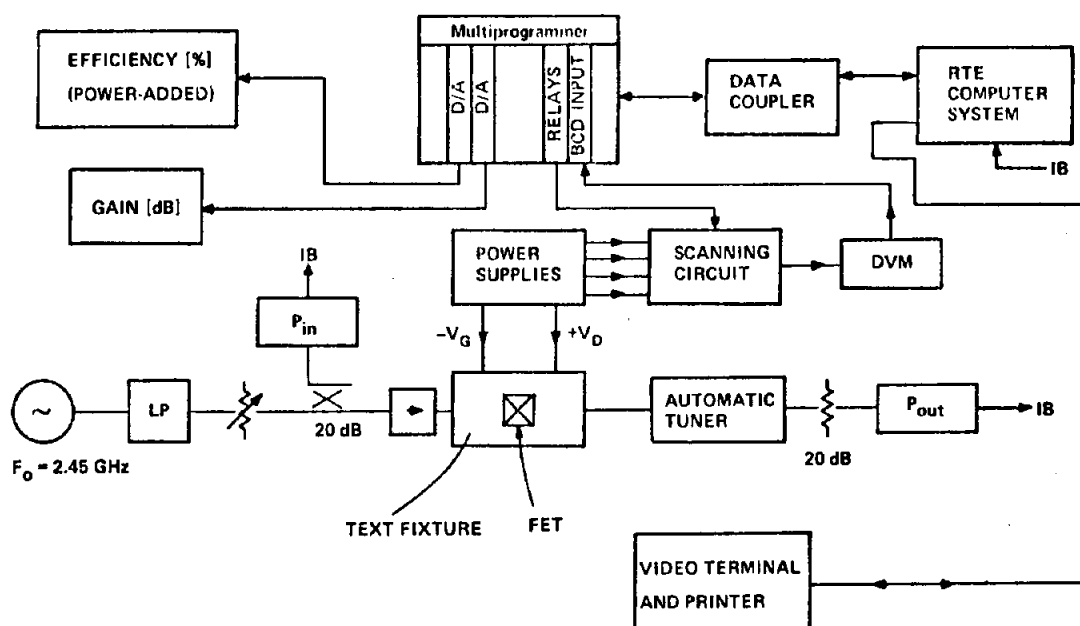 Multiprogrammer
EFFICIENCY [%]
(POWER-ADDED)
D/A
D/A
RELAYS
BCD INPUT
DATA
COUPLER
RTE
COMPUTER
SYSTEM
IB
GAIN [dB]
POWER
SUPPLIES
SCANNING
CIRCUIT
DVM
IB
Pin
−VG
+VD
~
LP
20 dB
AUTOMATIC
TUNER
20 dB
Pout
IB
Fo = 2.45 GHz
TEXT FIXTURE
FET
VIDEO TERMINAL
AND PRINTER